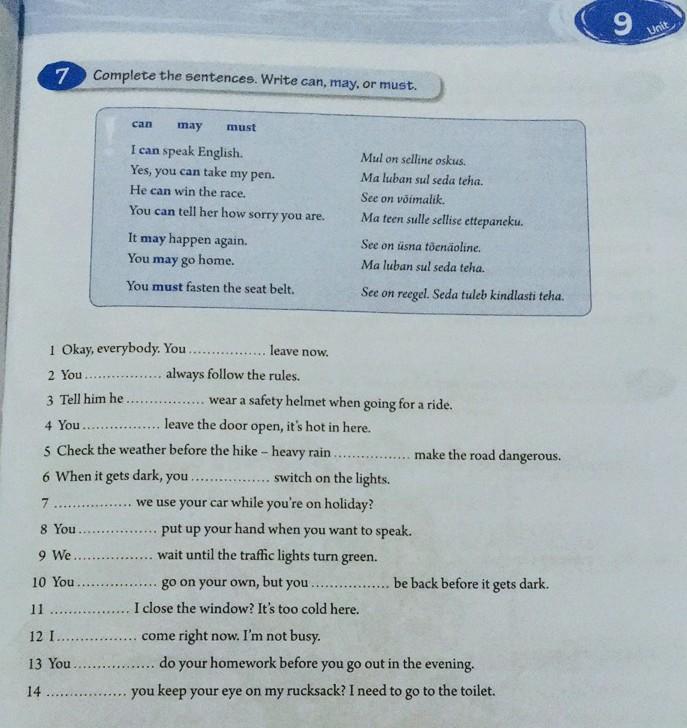 9 Unit
7 Complete the sentences. Write can, may, or must.
! can may must
I can speak English. Mul on selline oskus.
Yes, you can take my pen. Ma luban sul seda teha.
He can win the race. See on võimalik.
You can tell her how sorry you are. Ma teen sulle sellise ettepaneku.
It may happen again. See on üsna tõenäoline.
You may go home. Ma luban sul seda teha.
You must fasten the seat belt. See on reegel. Seda tuleb kindlasti teha.
1 Okay, everybody. You ................. leave now.
2 You ................. always follow the rules.
3 Tell him he ................. wear a safety helmet when going for a ride.
4 You ................. leave the door open, it's hot in here.
5 Check the weather before the hike – heavy rain ................. make the road dangerous.
6 When it gets dark, you ................. switch on the lights.
7 ................. we use your car while you're on holiday?
8 You ................. put up your hand when you want to speak.
9 We ................. wait until the traffic lights turn green.
10 You ................. go on your own, but you ................. be back before it gets dark.
11 ................. I close the window? It's too cold here.
12 I ................. come right now. I'm not busy.
13 You ................. do your homework before you go out in the evening.
14 ................. you keep your eye on my rucksack? I need to go to the toilet.